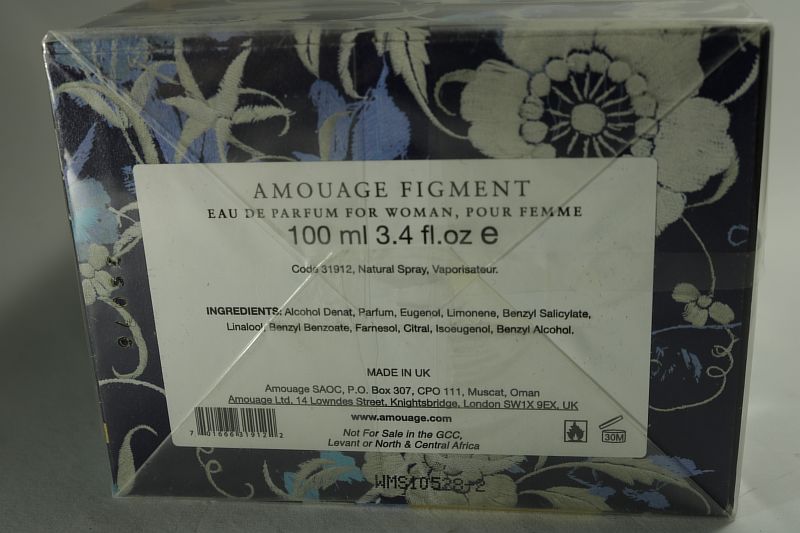 AMOUAGE FIGMENT
EAU DE PARFUM FOR WOMAN, POUR FEMME
100 ml 3.4 fl.oz e
Code 31912, Natural Spray, Vaporisateur.
INGREDIENTS: Alcohol Denat, Parfum, Eugenol, Limonene, Benzyl Salicylate,
Linalool, Benzyl Benzoate, Farnesol, Citral, Isoeugenol, Benzyl Alcohol.
MADE IN UK
Amouage SAOC, P.O. Box 307, CPO 111, Muscat, Oman
Amouage Ltd. 14 Lowndes Street, Knightsbridge, London SW1X 9EX, UK
www.amouage.com
Not For Sale in the GCC,
Levant or North & Central Africa
7 01666 31912 2
30M